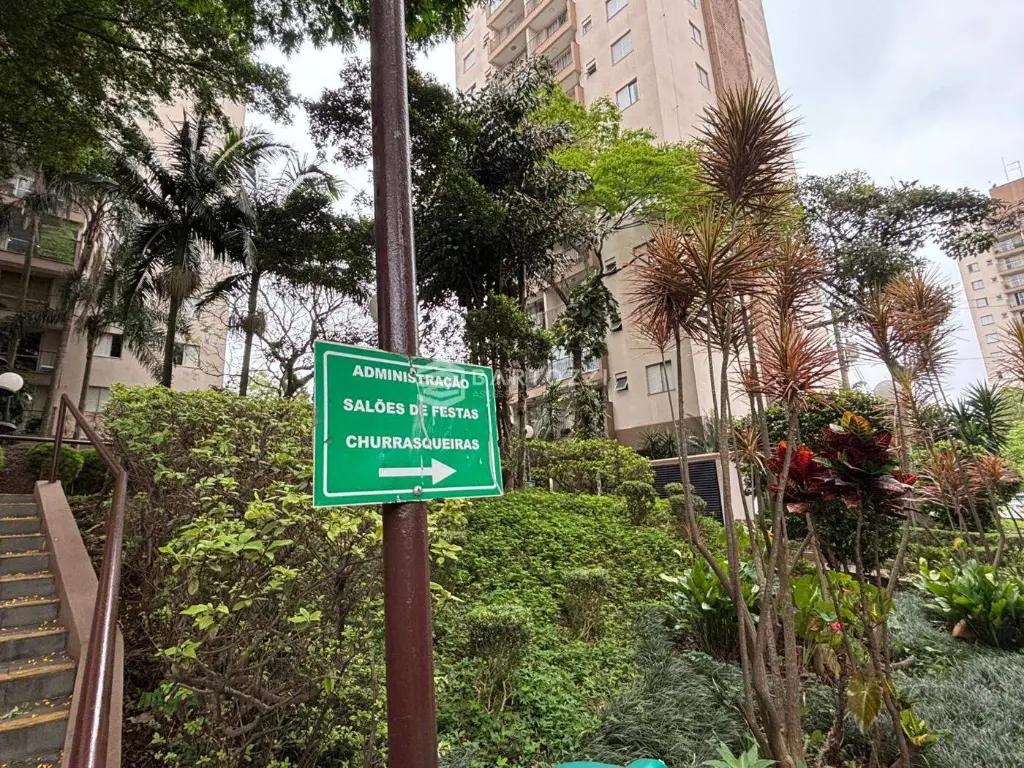 ADMINISTRAÇÃO
SALÕES DE FESTAS
CHURRASQUEIRAS